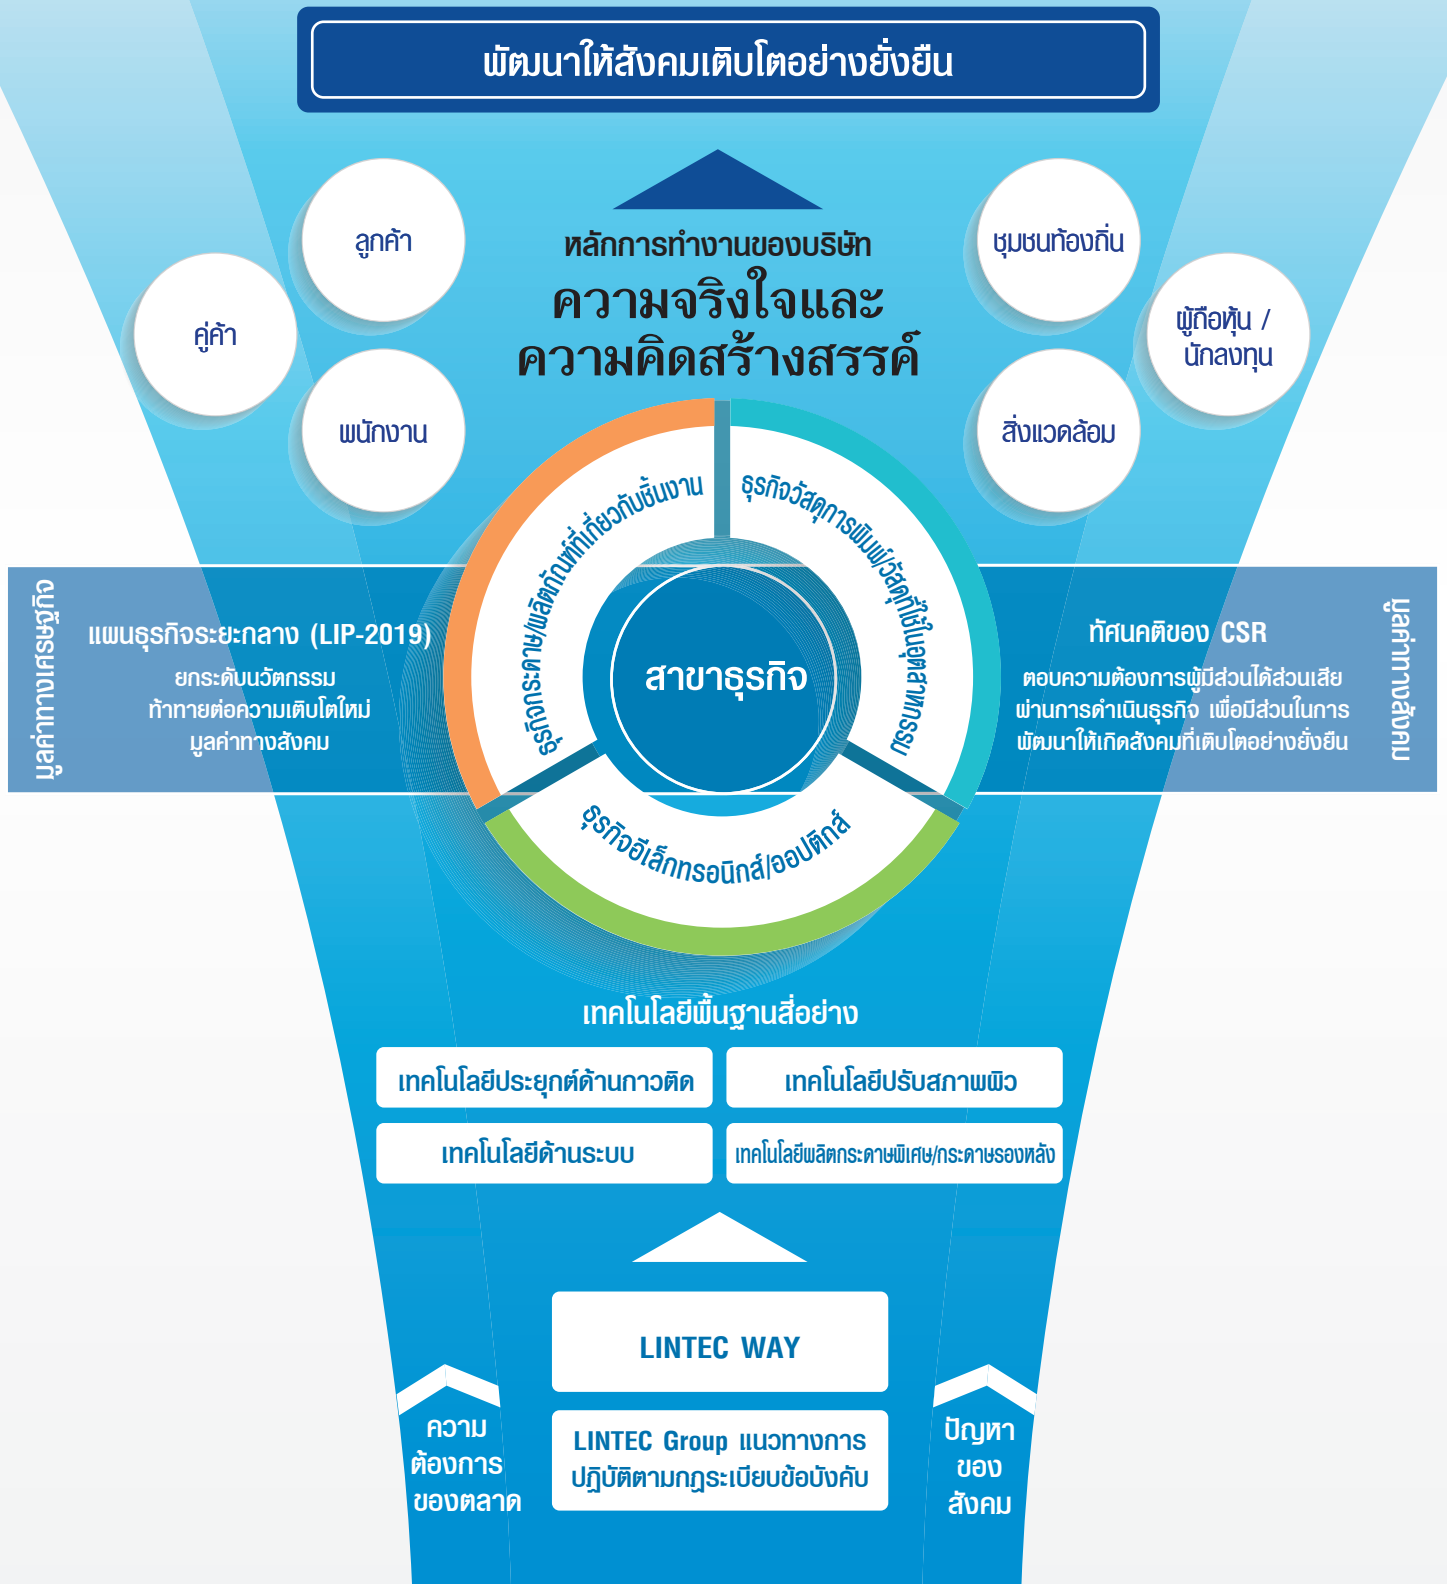 พัฒนาให้สังคมเติบโตอย่างยั่งยืน
หลักการทำงานของบริษัท
ความจริงใจและ
ความคิดสร้างสรรค์
ลูกค้า
คู่ค้า
พนักงาน
ชุมชนท้องถิ่น
ผู้ถือหุ้น /
นักลงทุน
สิ่งแวดล้อม
ธุรกิจกระดาษ/ผลิตภัณฑ์ที่เกี่ยวกับชิ้นงาน
ธุรกิจวัสดุการพิมพ์/วัสดุที่ใช้ในอุตสาหกรรม
ธุรกิจอีเล็กทรอนิกส์/ออปติกส์
สาขาธุรกิจ
มูลค่าทางเศรษฐกิจ
แผนธุรกิจระยะกลาง (LIP-2019)
ยกระดับนวัตกรรม
ท้าทายต่อความเติบโตใหม่
มูลค่าทางสังคม
ทัศนคติของ CSR
ตอบความต้องการผู้มีส่วนได้ส่วนเสีย
ผ่านการดำเนินธุรกิจ เพื่อมีส่วนในการ
พัฒนาให้เกิดสังคมที่เติบโตอย่างยั่งยืน
มูลค่าทางสังคม
เทคโนโลยีพื้นฐานสี่อย่าง
เทคโนโลยีประยุกต์ด้านกาวติด
เทคโนโลยีปรับสภาพผิว
เทคโนโลยีด้านระบบ
เทคโนโลยีผลิตกระดาษพิเศษ/กระดาษรองหลัง
LINTEC WAY
LINTEC Group แนวทางการ
ปฏิบัติตามกฎระเบียบข้อบังคับ
ความ
ต้องการ
ของตลาด
ปัญหา
ของ
สังคม